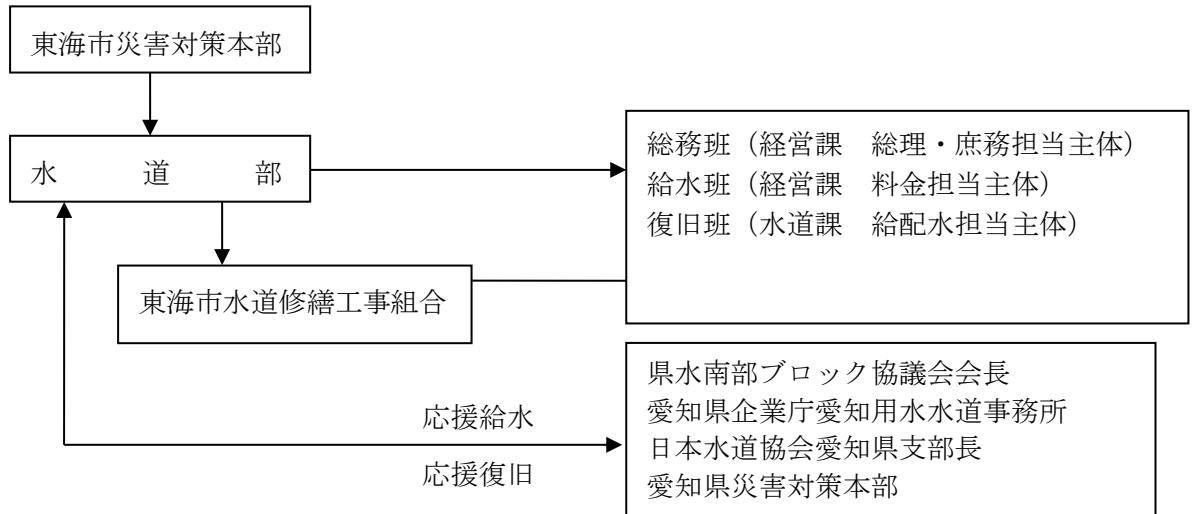 東海市災害対策本部
水　道　部
総務班（経営課　総理・庶務担当主体）
給水班（経営課　料金担当主体）
復旧班（水道課　給配水担当主体）
東海市水道修繕工事組合
応援給水
応援復旧
県水南部ブロック協議会会長
愛知県企業庁愛知用水水道事務所
日本水道協会愛知県支部長
愛知県災害対策本部